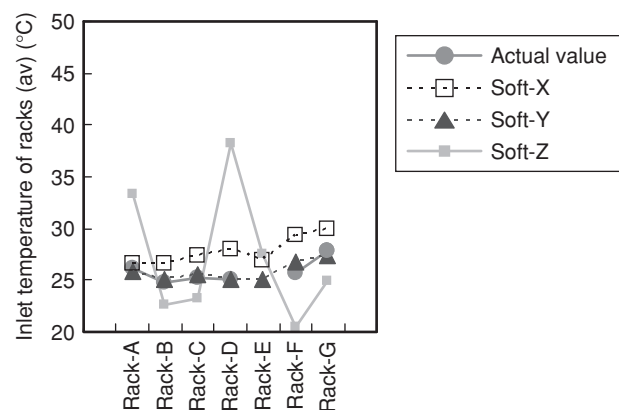 Inlet temperature of racks (av) (°C)
50
45
40
35
30
25
20
Rack-A
Rack-B
Rack-C
Rack-D
Rack-E
Rack-F
Rack-G
Actual value
Soft-X
Soft-Y
Soft-Z